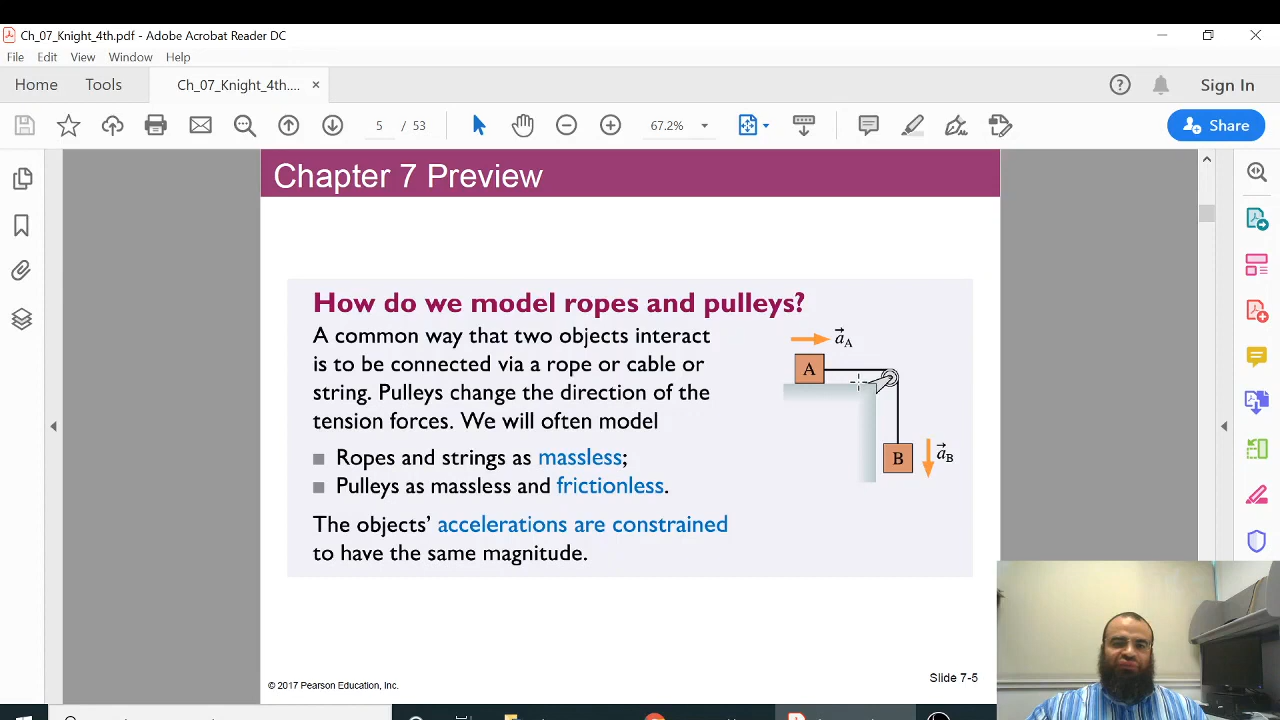 Ch_07_Knight_4th.pdf - Adobe Acrobat Reader DC
File Edit View Window Help
Home Tools Ch_07_Knight_4th.... × Sign In
5 / 53 67.2% Share
Chapter 7 Preview
How do we model ropes and pulleys?
A common way that two objects interact
is to be connected via a rope or cable or
string. Pulleys change the direction of the
tension forces. We will often model
Ropes and strings as massless;
Pulleys as massless and frictionless.
The objects’ accelerations are constrained
to have the same magnitude.
a⃗A
A
B
a⃗B
© 2017 Pearson Education, Inc.
Slide 7-5